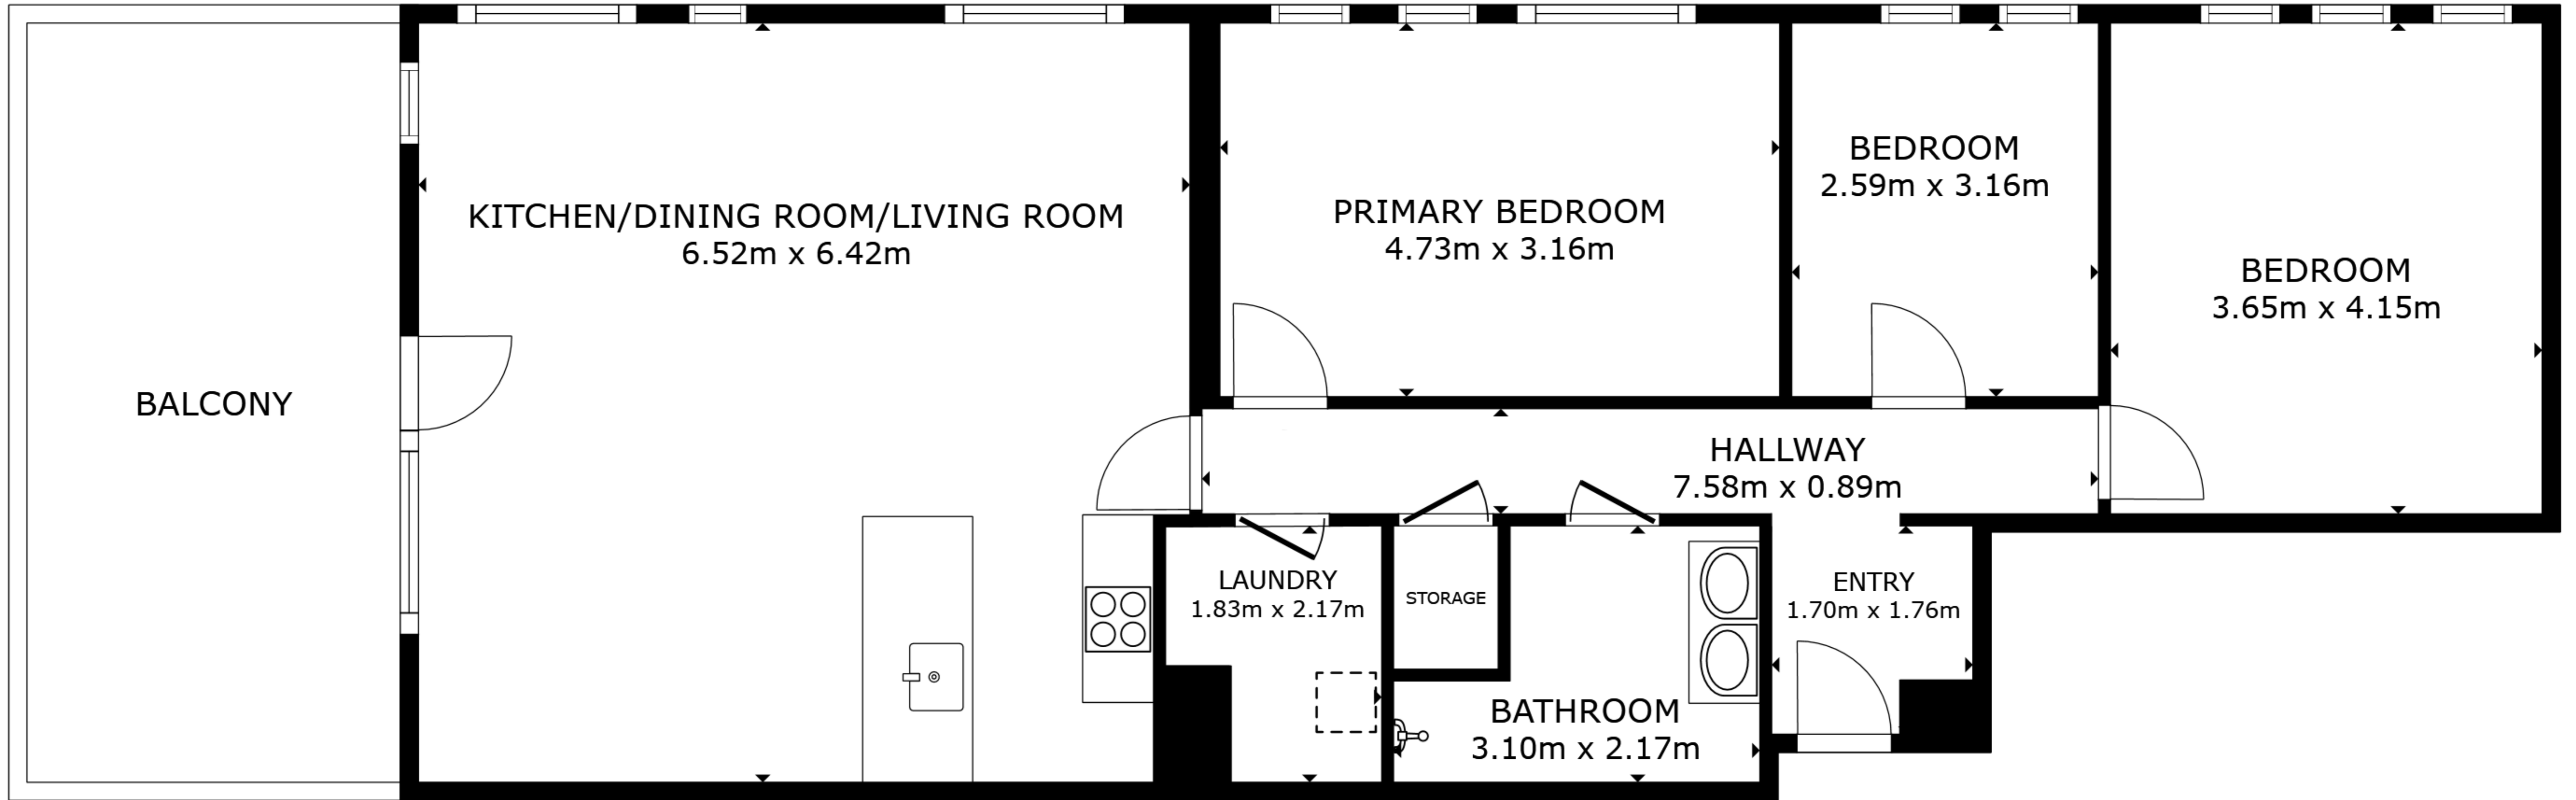 KITCHEN/DINING ROOM/LIVING ROOM
6.52m x 6.42m
PRIMARY BEDROOM
4.73m x 3.16m
BEDROOM
2.59m x 3.16m
BEDROOM
3.65m x 4.15m
BALCONY
HALLWAY
7.58m x 0.89m
LAUNDRY
1.83m x 2.17m
STORAGE
ENTRY
1.70m x 1.76m
BATHROOM
3.10m x 2.17m